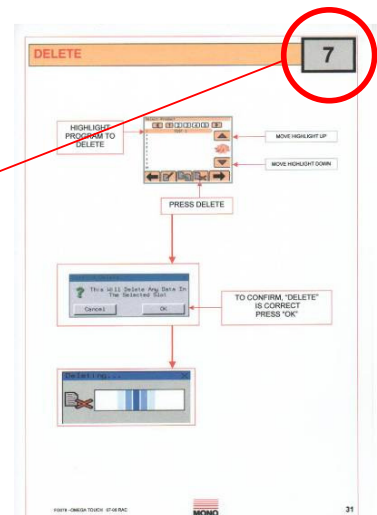 DELETE
7
HIGHLIGHT
PROGRAM TO
DELETE
MOVE HIGHLIGHT UP
MOVE HIGHLIGHT DOWN
PRESS DELETE
This Will Delete Any Data In
The Selected Slot
Cancel
OK
TO CONFIRM, "DELETE"
IS CORRECT
PRESS "OK"
Deleting...
MONO
31